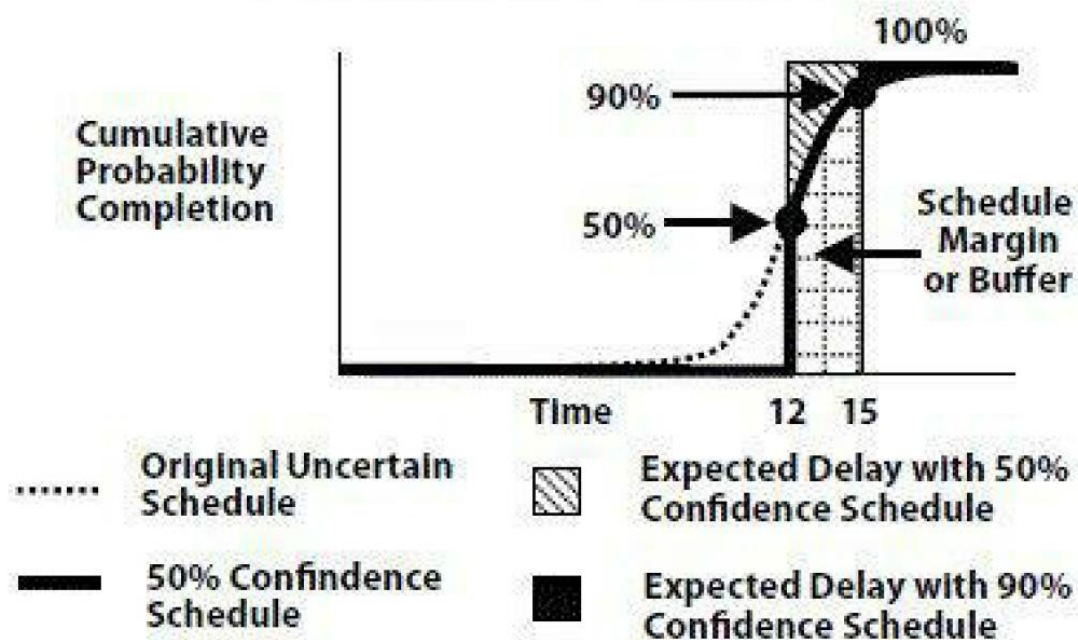 100%
90%
Cumulative
Probability
Completion
50%
Schedule
Margin
or Buffer
Time
12
15
Original Uncertain
Schedule
Expected Delay with 50%
Confidence Schedule
50% Confindence
Schedule
Expected Delay with 90%
Confidence Schedule